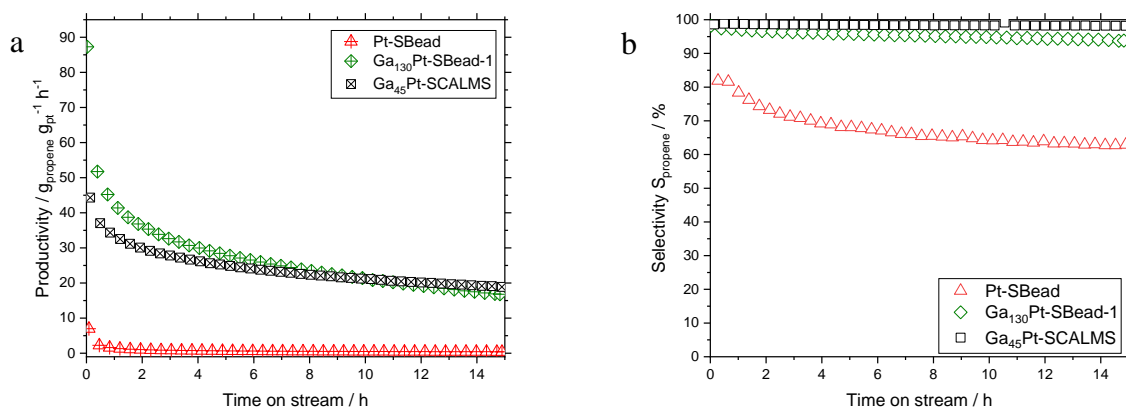 a
Productivity / g_propene g_pt^-1 h^-1
90
80
70
60
50
40
30
20
10
0
0 2 4 6 8 10 12 14
Time on stream / h
Pt-SBead
Ga₁₃₀Pt-SBead-1
Ga₄₅Pt-SCALMS
b
Selectivity S_propene / %
100
90
80
70
60
50
40
30
20
10
0
0 2 4 6 8 10 12 14
Time on stream / h
Pt-SBead
Ga₁₃₀Pt-SBead-1
Ga₄₅Pt-SCALMS